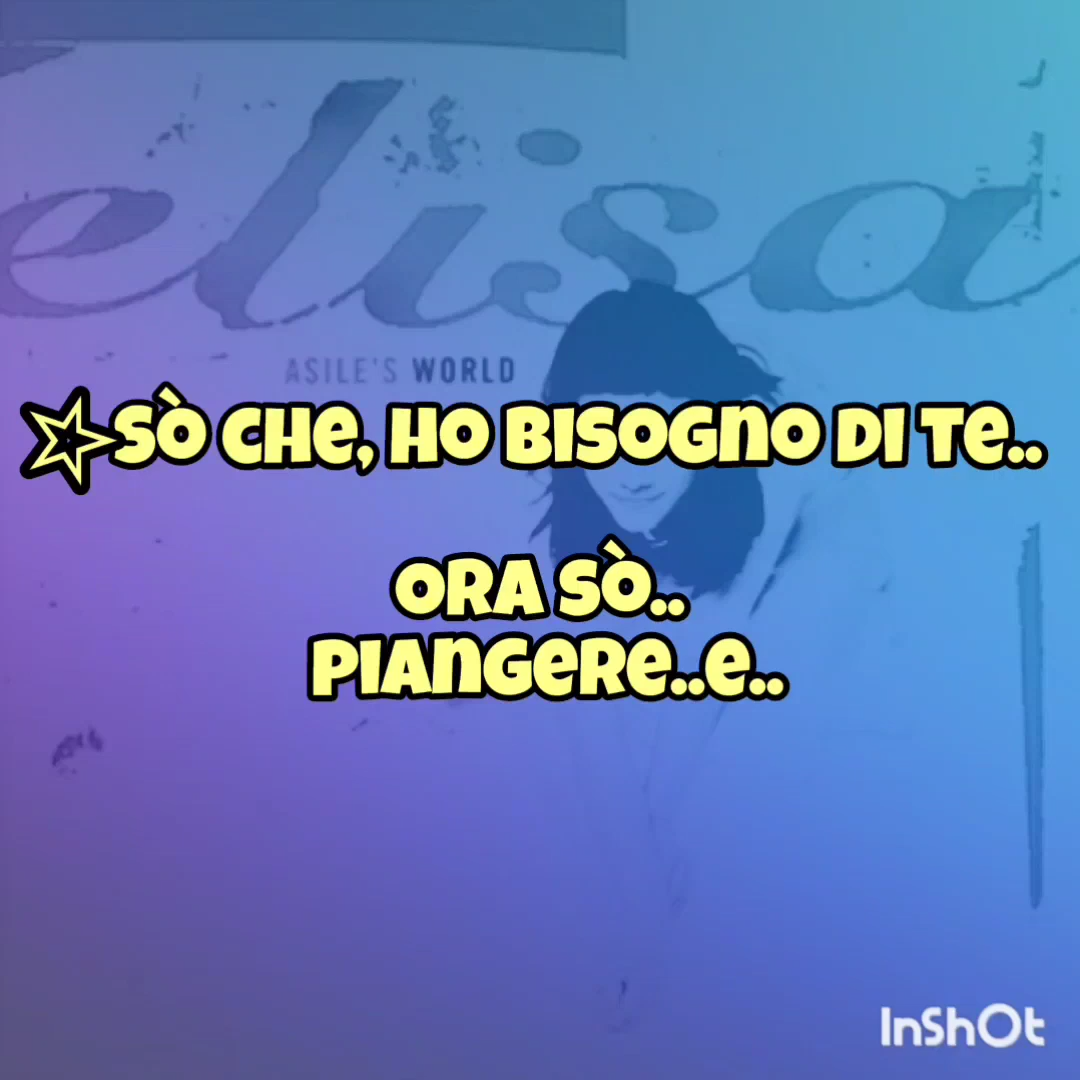 elisa
ASILE'S WORLD
☆SÒ CHE, HO BISOGNO DI TE..
ORA SÒ..
PIANGERE..E..
InShOt